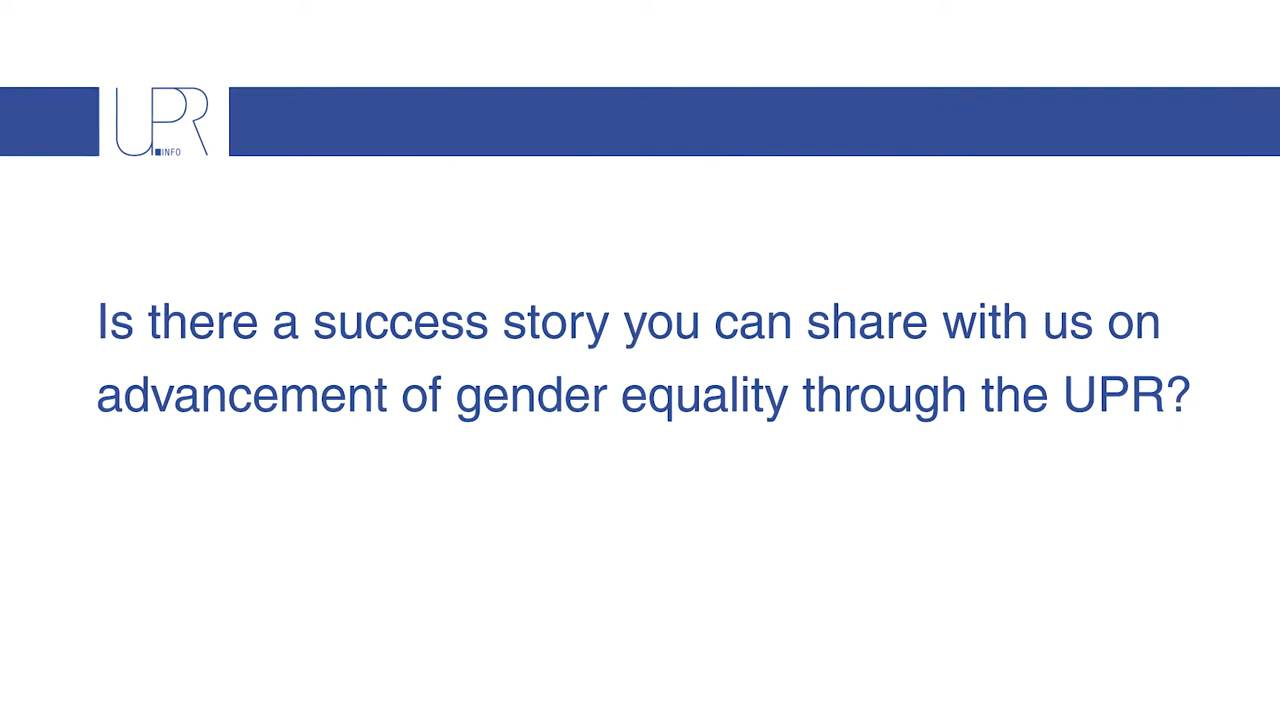 UPR
INFO
Is there a success story you can share with us on
advancement of gender equality through the UPR?